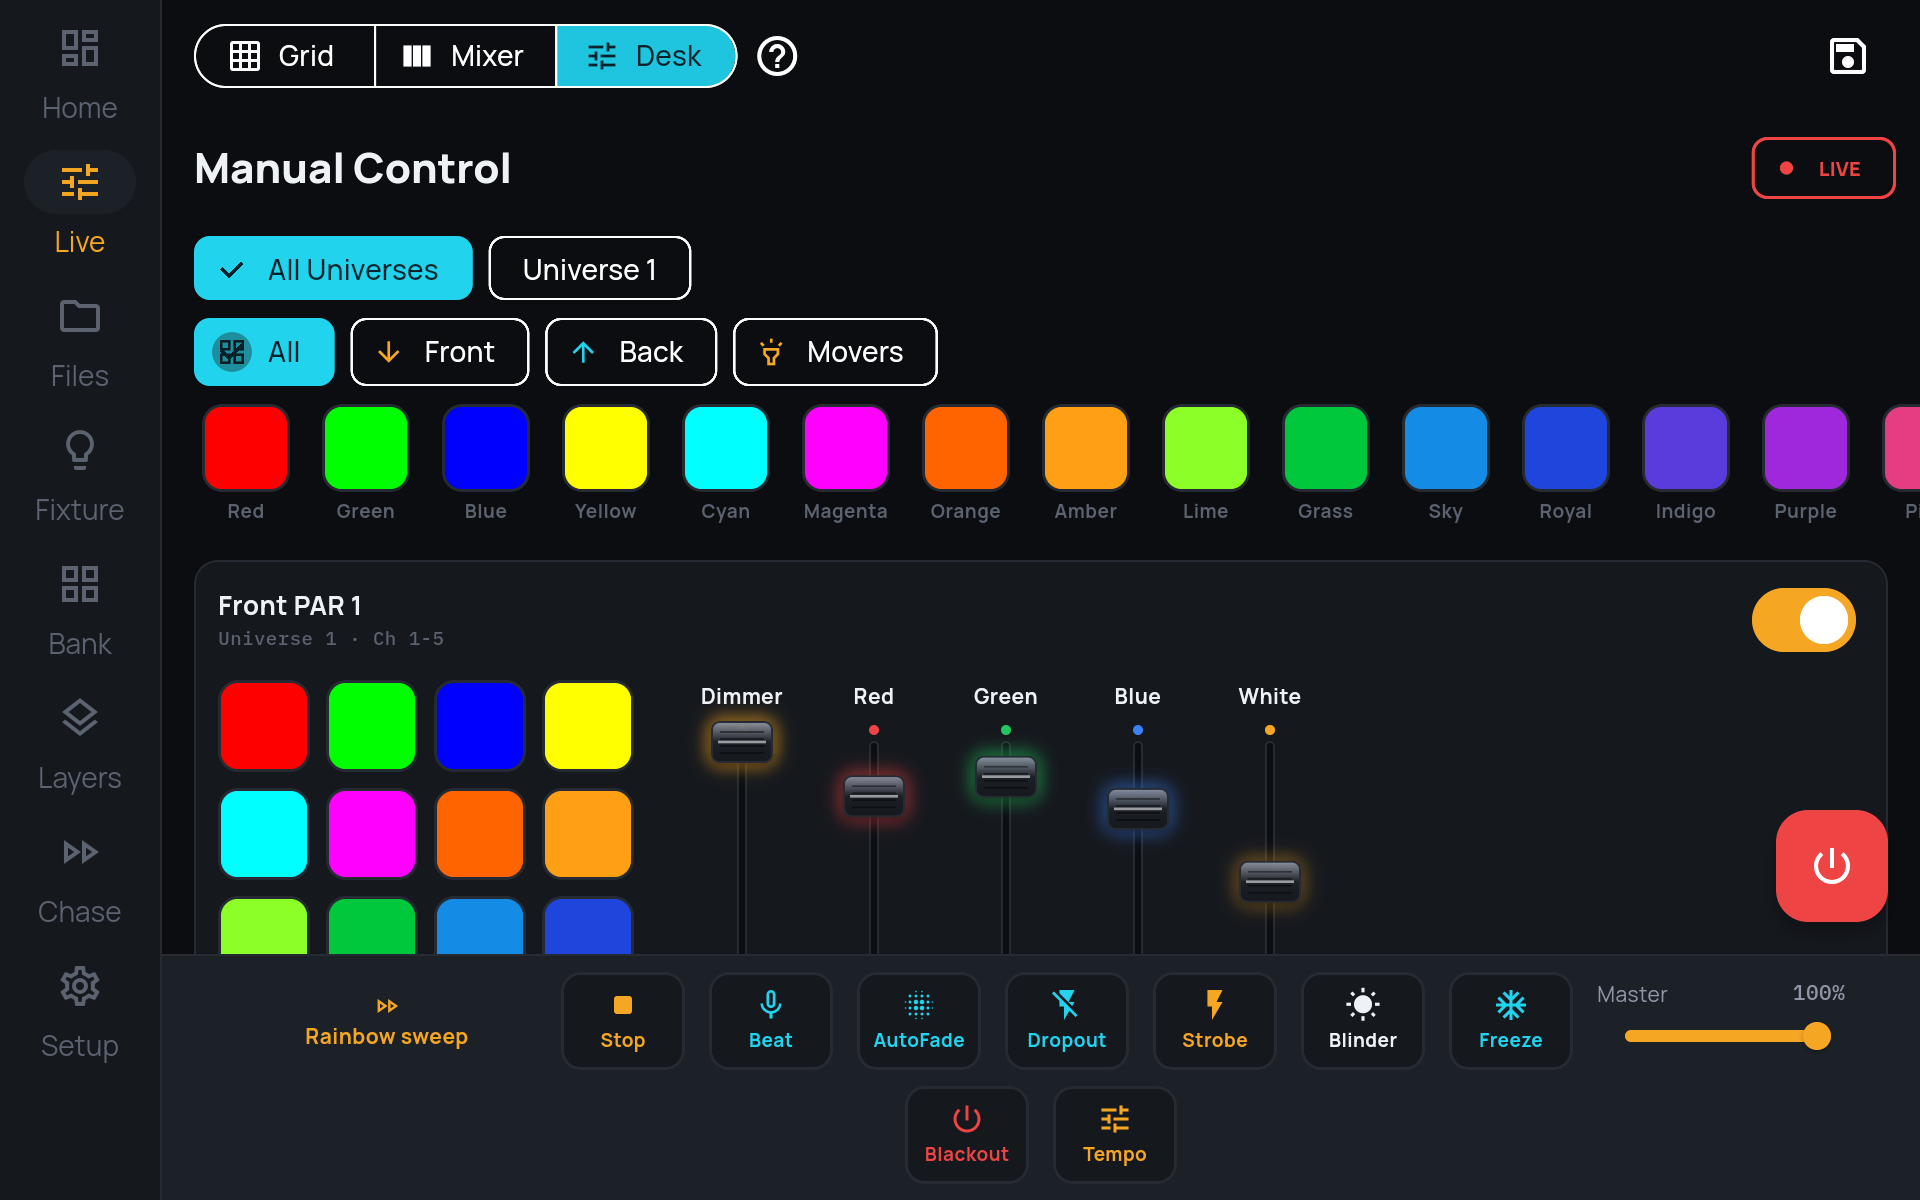 Home
Live
Files
Fixture
Bank
Layers
Chase
Setup
Grid
Mixer
Desk
Manual Control
LIVE
All Universes
Universe 1
All
Front
Back
Movers
Red
Green
Blue
Yellow
Cyan
Magenta
Orange
Amber
Lime
Grass
Sky
Royal
Indigo
Purple
Front PAR 1
Universe 1 · Ch 1-5
Dimmer
Red
Green
Blue
White
Rainbow sweep
Stop
Beat
AutoFade
Dropout
Strobe
Blinder
Freeze
Master
100%
Blackout
Tempo